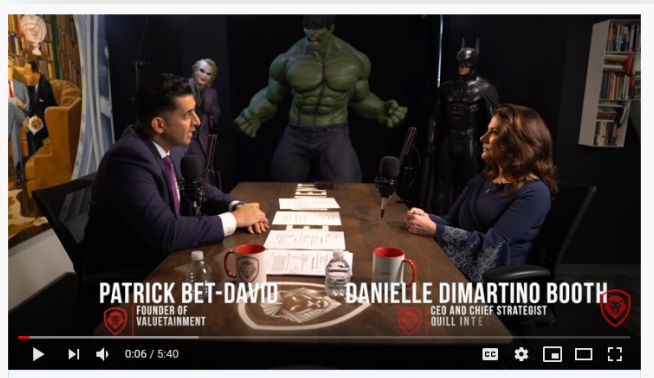 PATRICK BET-DAVID
FOUNDER OF
VALUETAINMENT
DANIELLE DIMARTINO BOOTH
CEO AND CHIEF STRATEGIST
QUILL INTE
0:06 / 5:40
CC